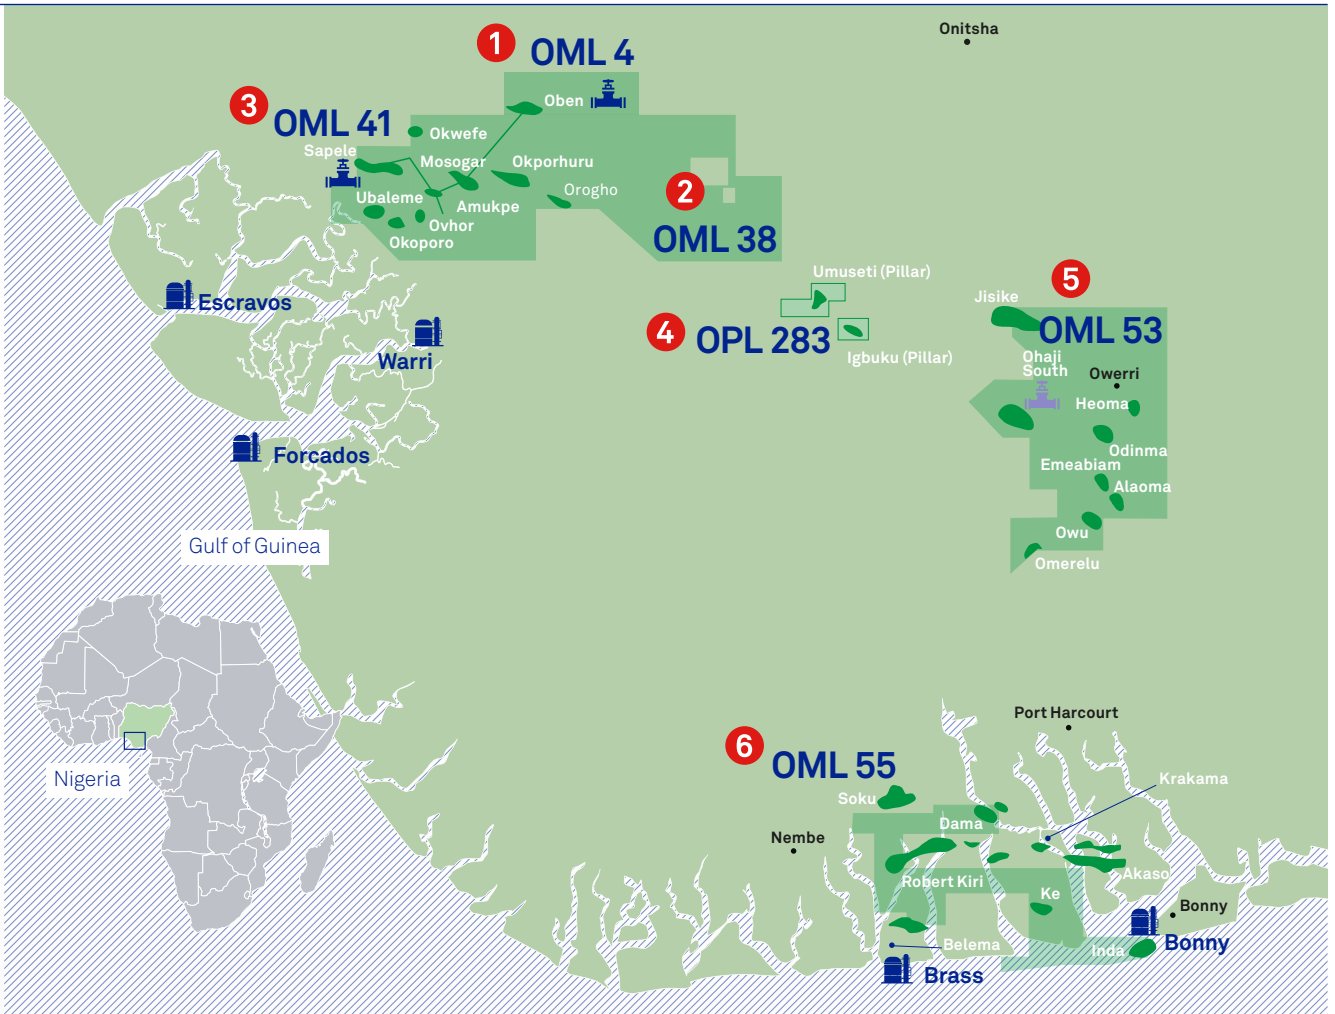 Onitsha
1
OML 4
Oben
3
OML 41
Okwefe
Sapele
Mosogar
Okporhuru
Orogho
Ubaleme
Amukpe
Ovhor
Okoporo
2
OML 38
Umuseti (Pillar)
Escravos
4
OPL 283
Igbuku (Pillar)
Warri
5
Jisike
OML 53
Ohaji
South
Owerri
Heoma
Odinma
Emeabiam
Alaoma
Owu
Omerelu
Forcados
Gulf of Guinea
Nigeria
6
OML 55
Port Harcourt
Krakama
Soku
Dama
Nembe
Robert Kiri
Akaso
Ke
Bonny
Bonny
Belema
Inda
Brass